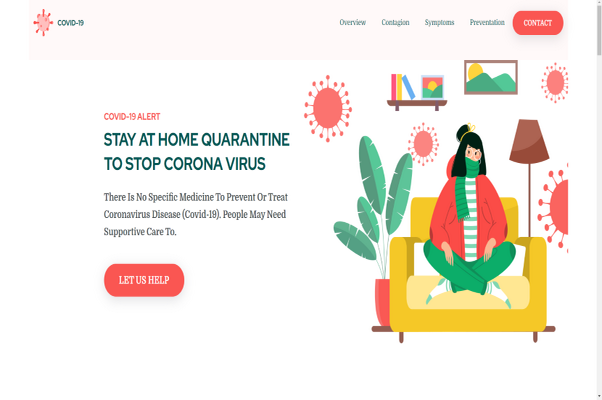 COVID-19
Overview
Contagion
Symptoms
Preventation
CONTACT
COVID-19 ALERT
STAY AT HOME QUARANTINE
TO STOP CORONA VIRUS
There Is No Specific Medicine To Prevent Or Treat
Coronavirus Disease (Covid-19). People May Need
Supportive Care To.
LET US HELP